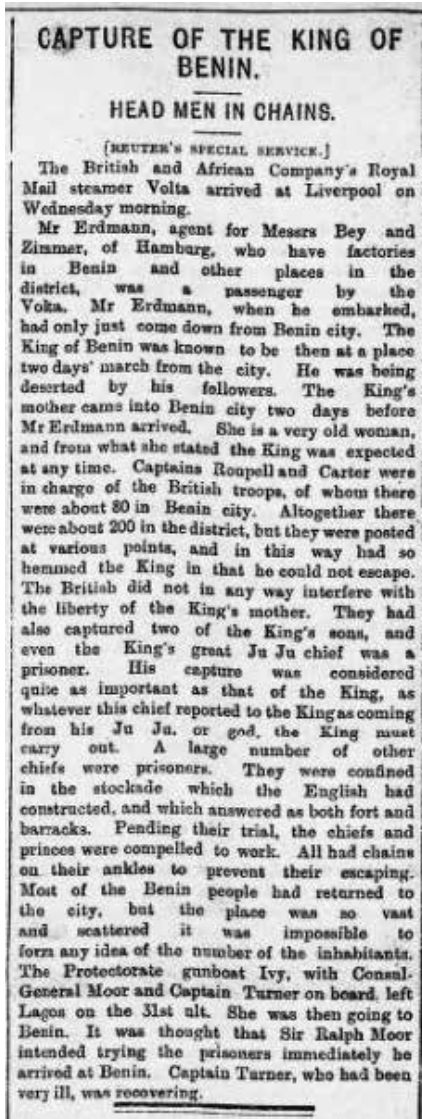 CAPTURE OF THE KING OF
BENIN.
HEAD MEN IN CHAINS.
[REUTER'S SPECIAL SERVICE.]
The British and African Company's Royal
Mail steamer Volta arrived at Liverpool on
Wednesday morning.
Mr Erdmann, agent for Messrs Bey and
Zimmer, of Hamburg, who have factories
in Benin and other places in the
district, was a passenger by the
Voka. Mr Erdmann, when he embarked,
had only just come down from Benin city. The
King of Benin was known to be then at a place
two days' march from the city. He was being
deserted by his followers. The King's
mother came into Benin city two days before
Mr Erdmann arrived. She is a very old woman,
and from what she stated the King was expected
at any time. Captains Roupell and Carter were
in charge of the British troops, of whom there
were about 80 in Benin city. Altogether there
were about 200 in the district, but they were posted
at various points, and in this way had so
hemmed the King in that he could not escape.
The British did not in any way interfere with
the liberty of the King's mother. They had
also captured two of the King's sons, and
even the King's great Ju Ju chief was a
prisoner. His capture was considered
quite as important as that of the King, as
whatever this chief reported to the King as coming
from his Ju Ju, or god, the King must
carry out. A large number of other
chiefs were prisoners. They were confined
in the stockade which the English had
constructed, and which answered as both fort and
barracks. Pending their trial, the chiefs and
princes were compelled to work. All had chains
on their ankles to prevent their escaping.
Most of the Benin people had returned to
the city, but the place was so vast
and scattered it was impossible to
form any idea of the number of the inhabitants.
The Protectorate gunboat Ivy, with Consul-
General Moor and Captain Turner on board, left
Lagos on the 31st ult. She was then going to
Benin. It was thought that Sir Ralph Moor
intended trying the prisoners immediately he
arrived at Benin. Captain Turner, who had been
very ill, was recovering.